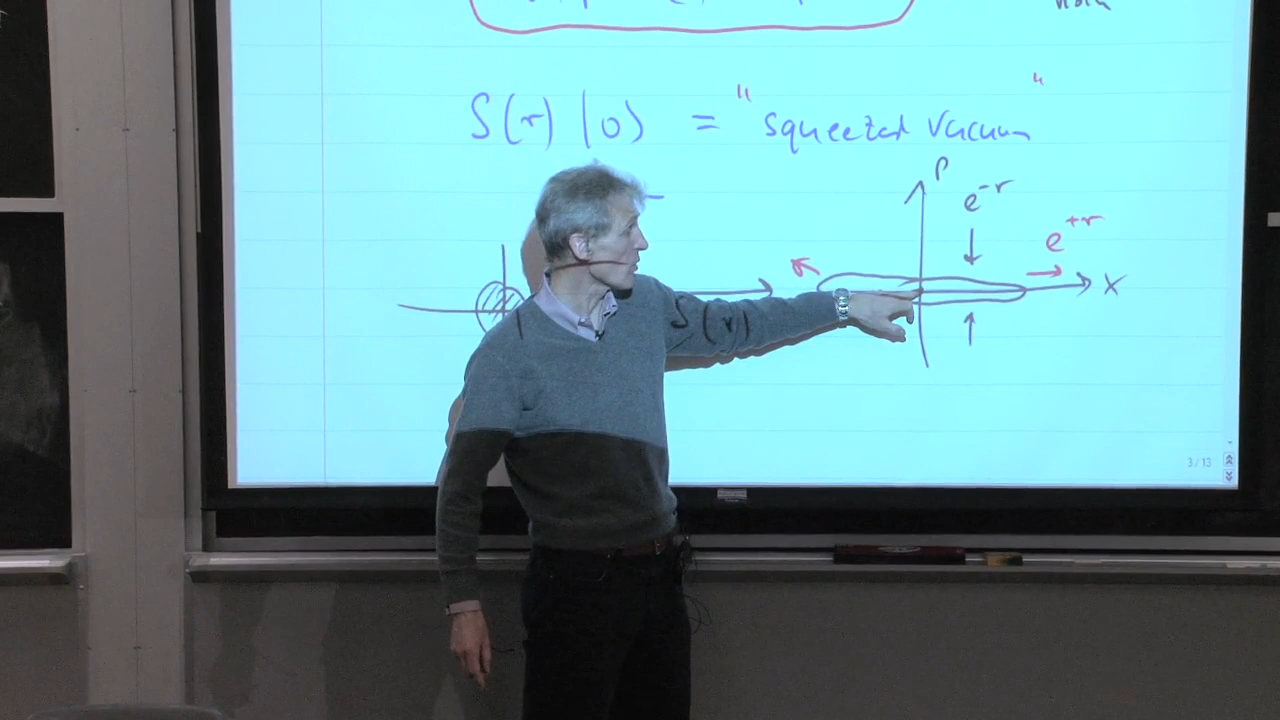 S(r) |0⟩ = "squeezed vacuum"
P
e^{-r}
e^{+r}
X
S(r)
3/13